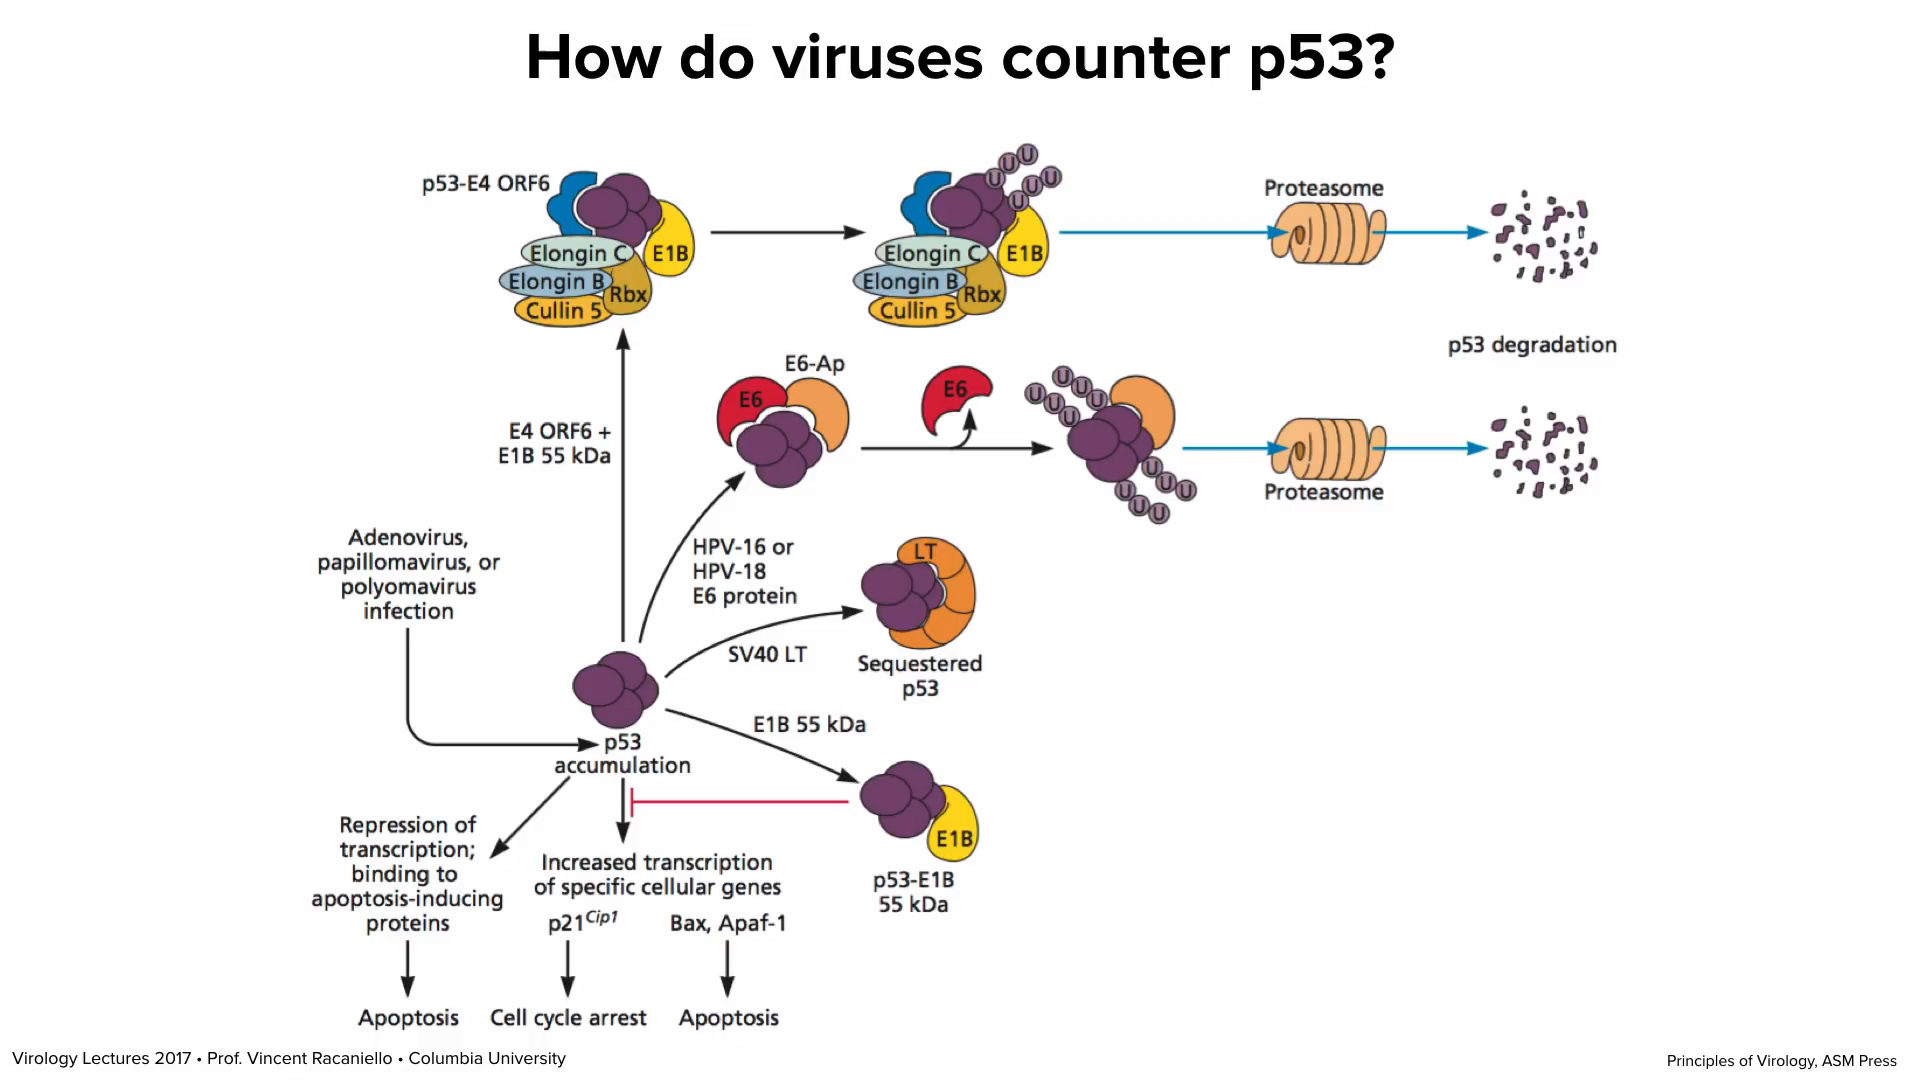 How do viruses counter p53?
p53-E4 ORF6
Elongin C
E1B
Elongin B
Rbx
Cullin 5
U U U
U U U
Elongin C
E1B
Elongin B
Rbx
Cullin 5
Proteasome
p53 degradation
E4 ORF6 +
E1B 55 kDa
E6-Ap
E6
E6
U U U
U U U
U U U
U U U
Proteasome
Adenovirus,
papillomavirus, or
polyomavirus
infection
HPV-16 or
HPV-18
E6 protein
LT
SV40 LT
Sequestered
p53
p53
accumulation
E1B 55 kDa
E1B
p53-E1B
55 kDa
Repression of
transcription;
binding to
apoptosis-inducing
proteins
Increased transcription
of specific cellular genes
p21Cip1
Bax, Apaf-1
Apoptosis
Cell cycle arrest
Apoptosis
Virology Lectures 2017 • Prof. Vincent Racaniello • Columbia University
Principles of Virology, ASM Press